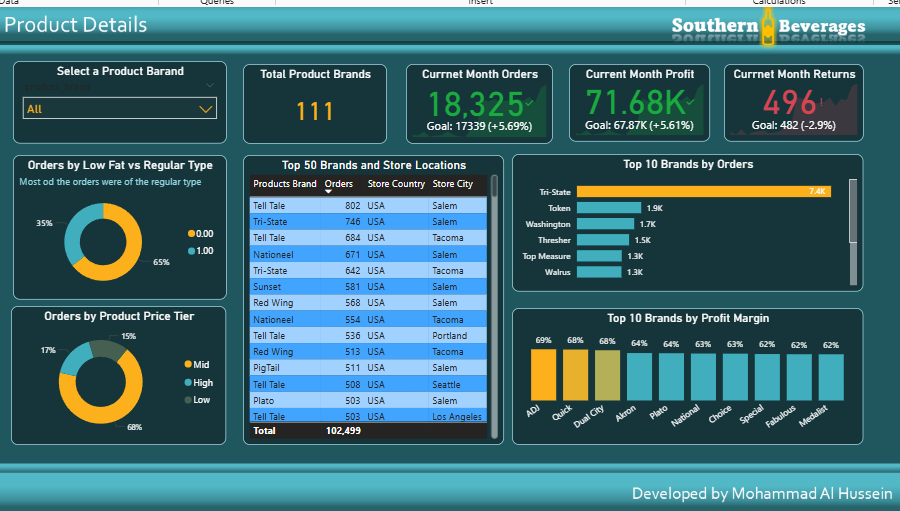 Data
Queries
Insert
Calculations
Product Details
Southern Beverages
Select a Product Barand
All
Total Product Brands
111
Currnet Month Orders
18,325
Goal: 17339 (+5.69%)
Current Month Profit
71.68K
Goal: 67.87K (+5.61%)
Currnet Month Returns
496
Goal: 482 (-2.9%)
Orders by Low Fat vs Regular Type
Most od the orders were of the regular type
35%
65%
0.00
1.00
Top 50 Brands and Store Locations
Products Brand Orders Store Country Store City
Tell Tale 802 USA Salem
Tri-State 746 USA Salem
Tell Tale 684 USA Tacoma
Nationeel 671 USA Salem
Tri-State 642 USA Tacoma
Sunset 581 USA Salem
Red Wing 568 USA Salem
Nationeel 554 USA Tacoma
Tell Tale 536 USA Portland
Red Wing 513 USA Tacoma
PigTail 511 USA Salem
Tell Tale 508 USA Seattle
Plato 503 USA Salem
Tell Tale 503 USA Los Angeles
Total 102,499
Top 10 Brands by Orders
Tri-State 7.4K
Token 1.9K
Washington 1.7K
Thresher 1.5K
Top Measure 1.3K
Walrus 1.3K
Orders by Product Price Tier
15%
17%
68%
Mid
High
Low
Top 10 Brands by Profit Margin
69% 68% 68% 64% 64% 63% 63% 62% 62% 62%
ADJ Quick Dual City Akron Plato National Choice Special Fabulous Medalist
Developed by Mohammad Al Hussein